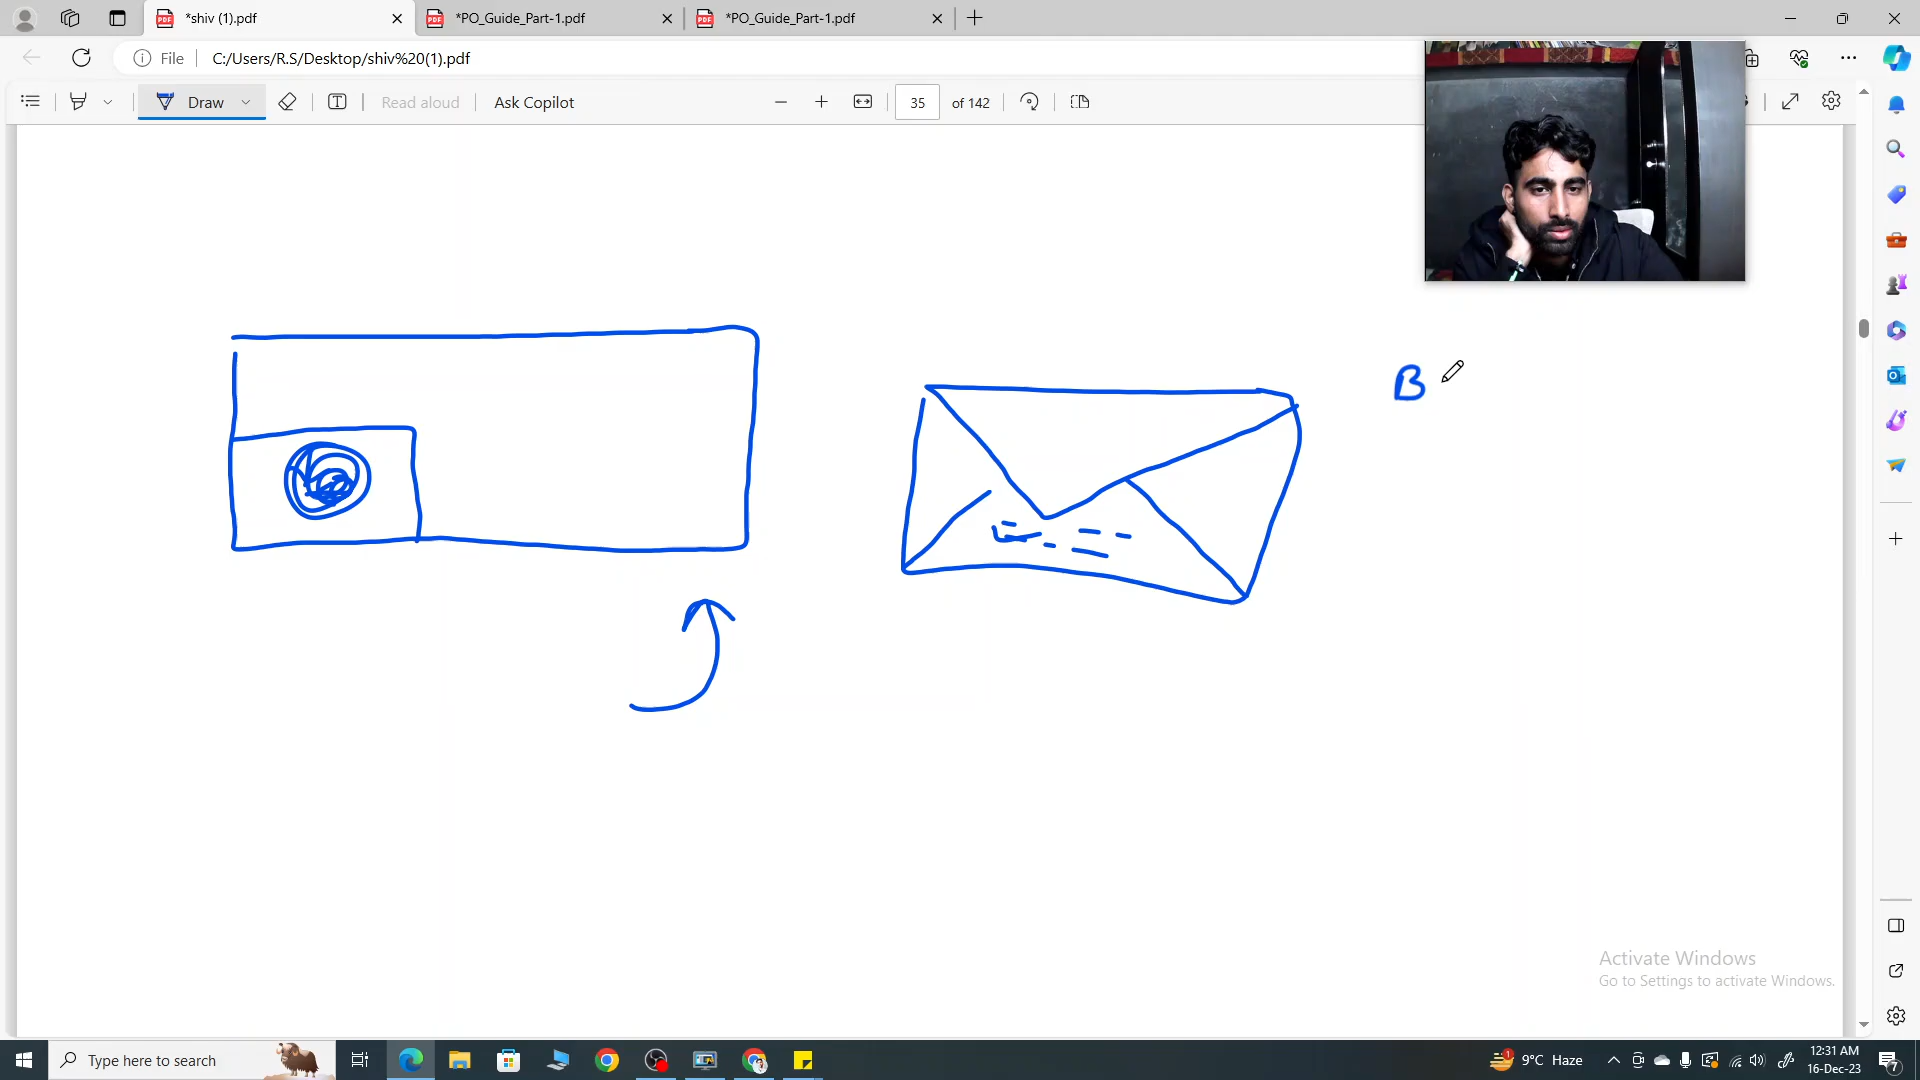 *shiv (1).pdf
*PO_Guide_Part-1.pdf
*PO_Guide_Part-1.pdf
File
C:/Users/R.S/Desktop/shiv%20(1).pdf
Draw
Read aloud
Ask Copilot
35
of 142
B
Activate Windows
Go to Settings to activate Windows.
Type here to search
1
9°C Haze
12:31 AM
16-Dec-23
7